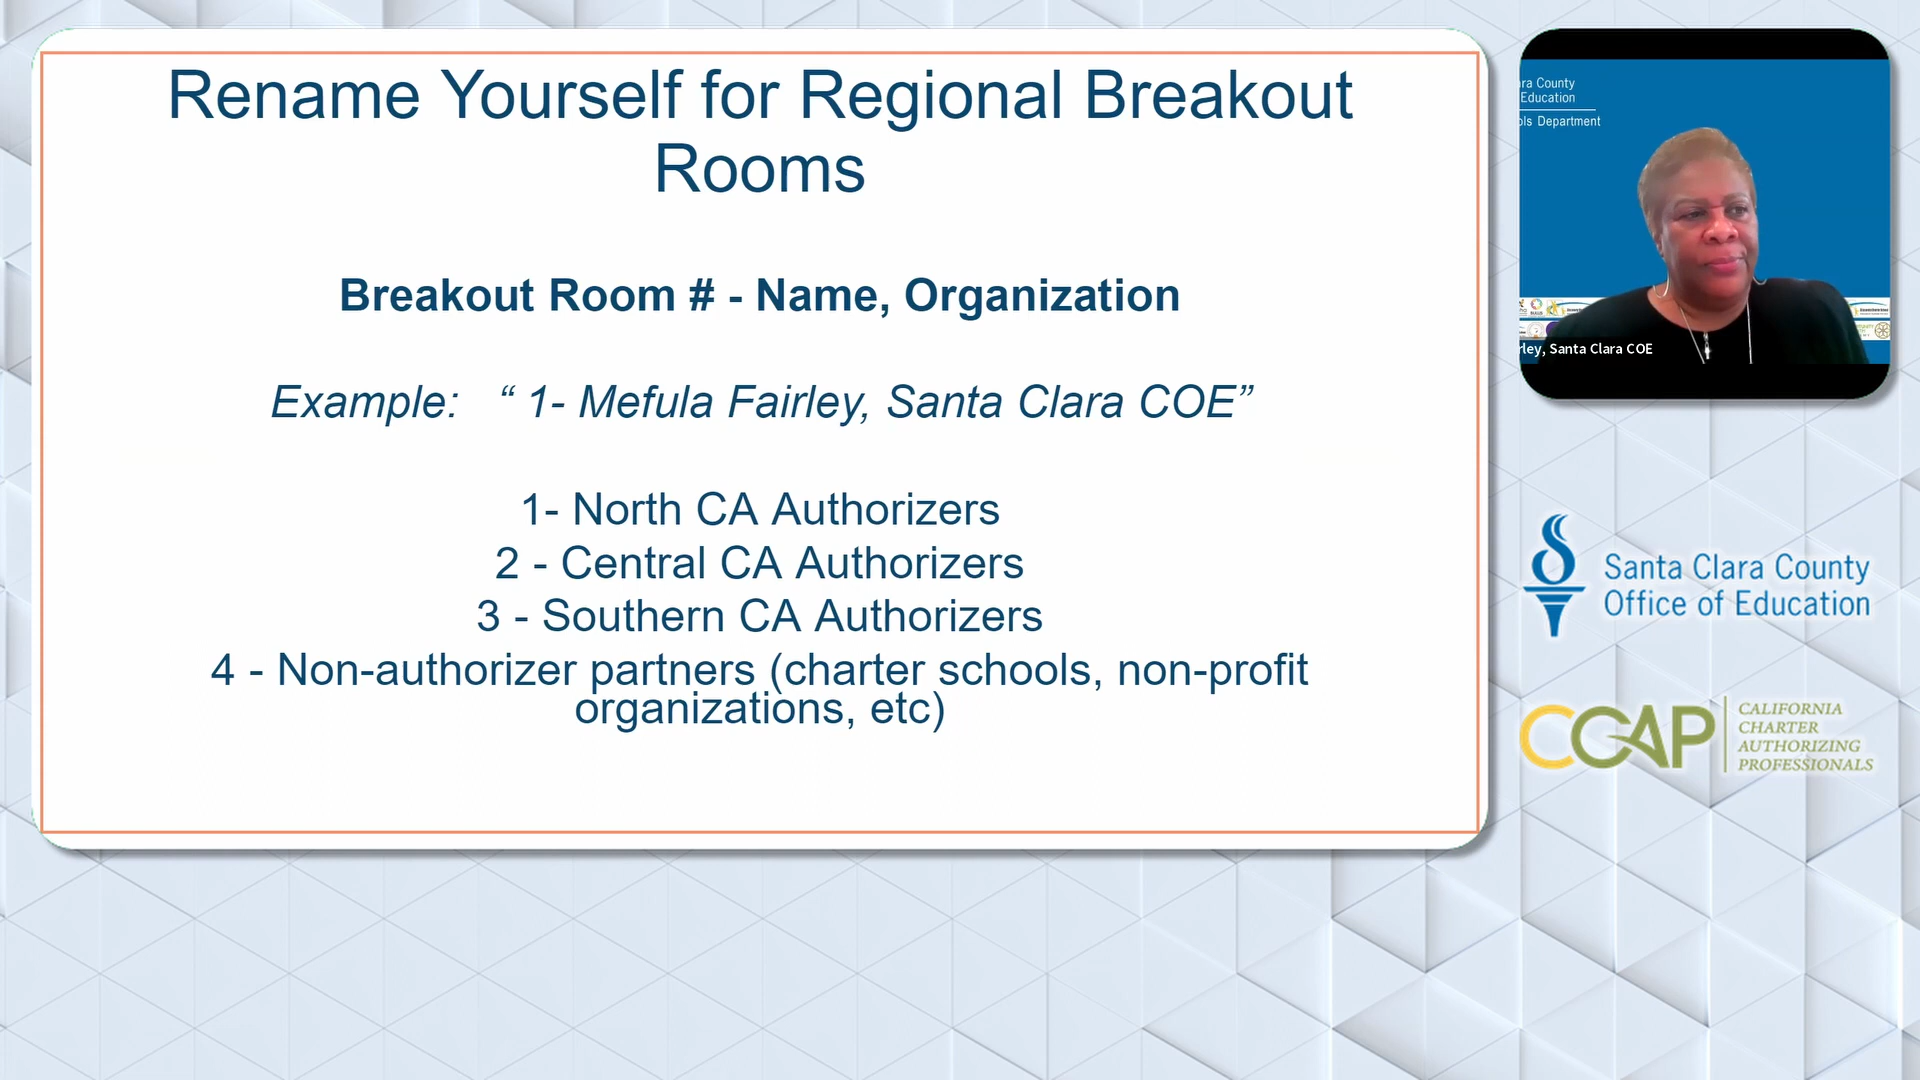 Rename Yourself for Regional Breakout
Rooms
Breakout Room # - Name, Organization
Example: “ 1- Mefula Fairley, Santa Clara COE”
1- North CA Authorizers
2 - Central CA Authorizers
3 - Southern CA Authorizers
4 - Non-authorizer partners (charter schools, non-profit
organizations, etc)
ara County
Education
ols Department
rley, Santa Clara COE
Santa Clara County
Office of Education
CCAP
CALIFORNIA
CHARTER
AUTHORIZING
PROFESSIONALS